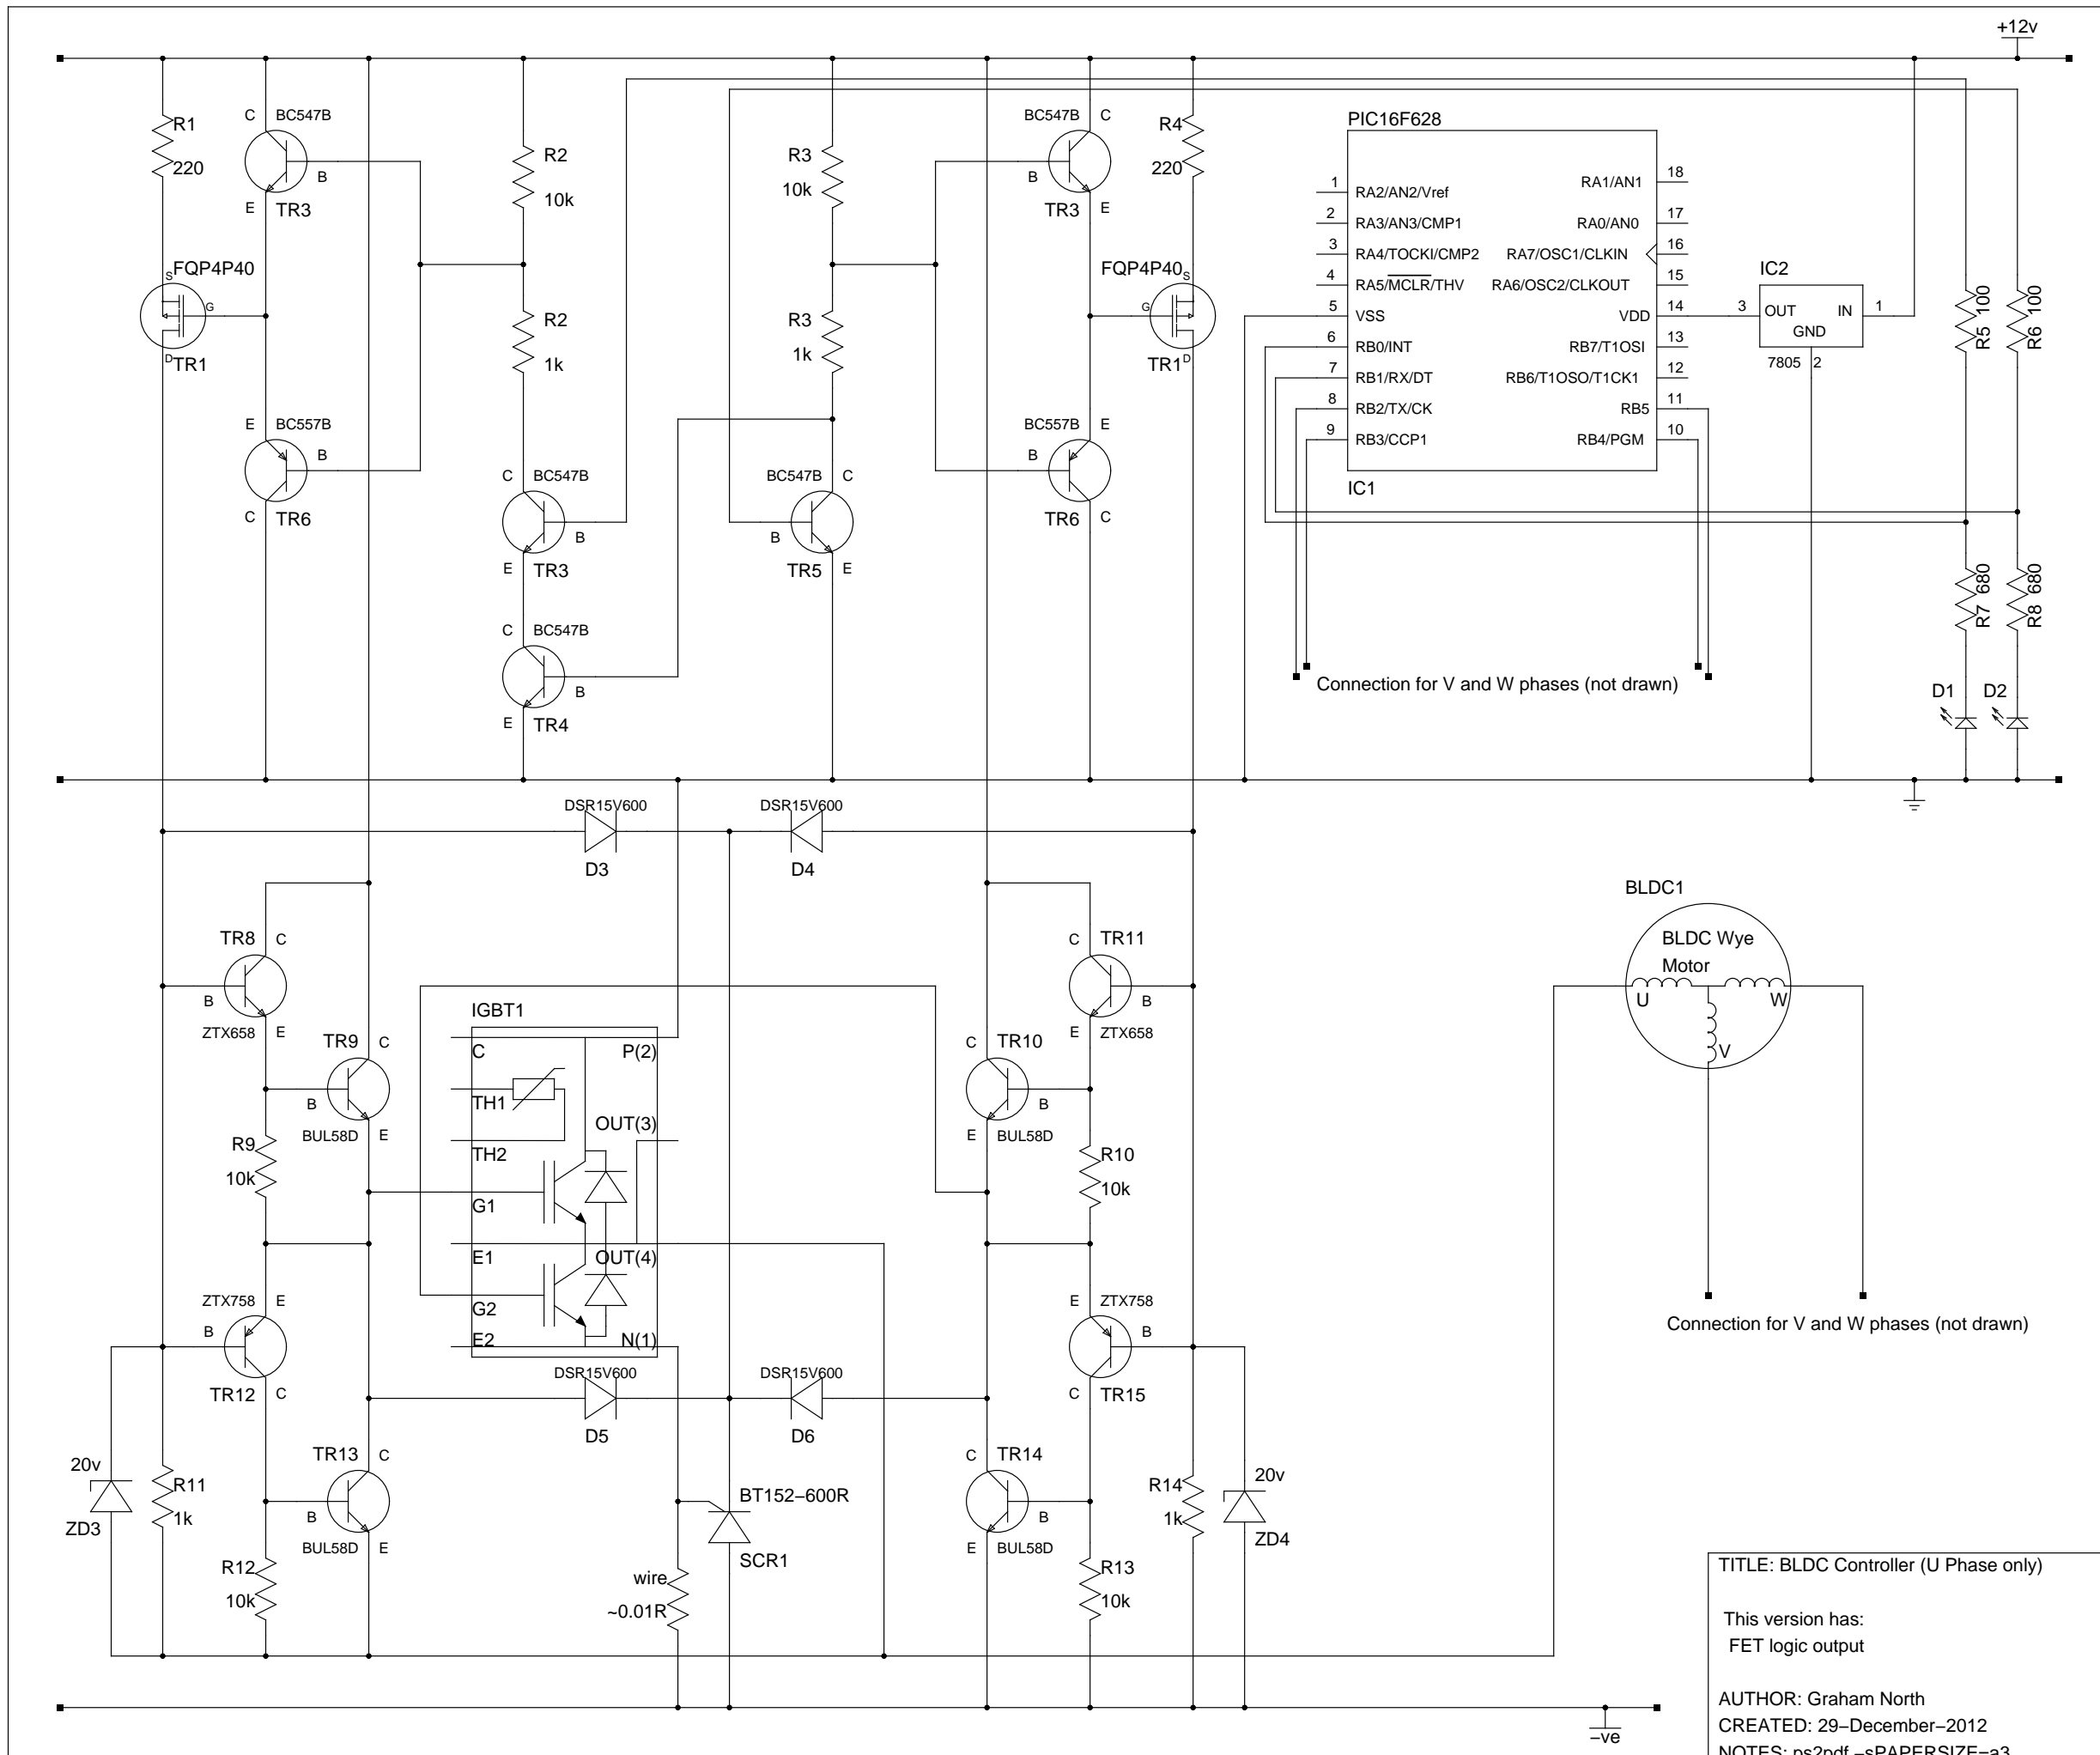 +12v
R1
220
C
BC547B
B
E
TR3
R2
10k
R3
10k
BC547B
C
B
E
TR3
R4
220
FQP4P40
S
G
D
TR1
R2
1k
R3
1k
FQP4P40
S
G
TR1
D
E
BC557B
B
C
TR6
C
BC547B
B
E
TR3
BC547B
C
B
E
TR5
BC557B
E
B
C
TR6
C
BC547B
B
E
TR4
PIC16F628
1
RA2/AN2/Vref
2
RA3/AN3/CMP1
3
RA4/TOCKI/CMP2
4
RA5/MCLR/THV
5
VSS
6
RB0/INT
7
RB1/RX/DT
8
RB2/TX/CK
9
RB3/CCP1
RA1/AN1
18
RA0/AN0
17
RA7/OSC1/CLKIN
16
RA6/OSC2/CLKOUT
15
VDD
14
RB7/T1OSI
13
RB6/T1OSO/T1CK1
12
RB5
11
RB4/PGM
10
IC1
IC2
3
OUT
IN
1
GND
7805
2
R5 100
R6 100
R7 680
R8 680
D1
D2
Connection for V and W phases (not drawn)
DSR15V600
D3
DSR15V600
D4
TR8
C
B
E
ZTX658
TR9
C
B
BUL58D
E
R9
10k
IGBT1
C
P(2)
TH1
OUT(3)
TH2
G1
E1
OUT(4)
G2
E2
N(1)
TR11
C
B
E
ZTX658
TR10
C
B
E
BUL58D
R10
10k
ZTX758
E
B
TR12
C
E
ZTX758
B
C
TR15
DSR15V600
D5
DSR15V600
D6
20v
ZD3
R11
1k
TR13
C
B
BUL58D
E
R12
10k
wire
~0.01R
BT152−600R
SCR1
TR14
C
B
E
BUL58D
R13
10k
R14
1k
20v
ZD4
BLDC1
BLDC Wye
Motor
U
W
V
Connection for V and W phases (not drawn)
−ve
TITLE: BLDC Controller (U Phase only)
This version has:
FET logic output
AUTHOR: Graham North
CREATED: 29−December−2012
NOTES: ps2pdf −sPAPERSIZE=a3